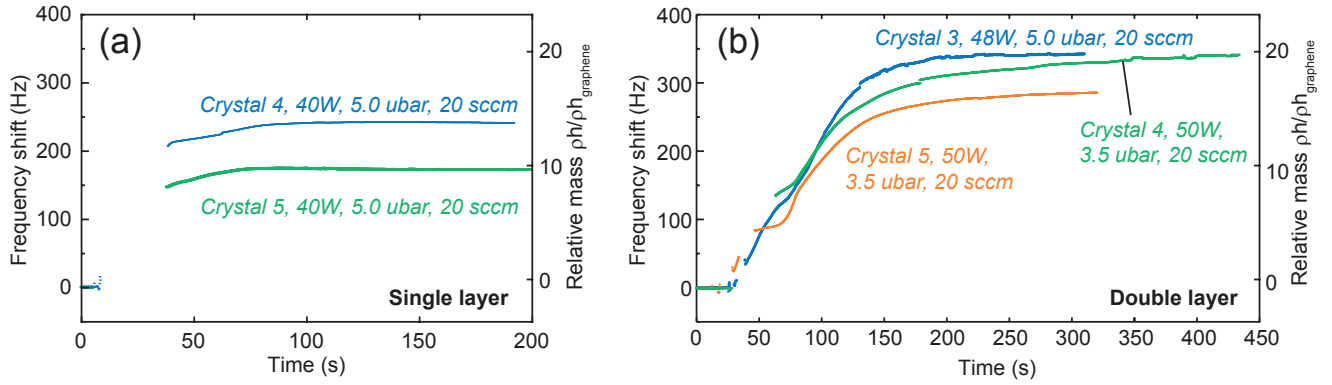 (a)
Frequency shift (Hz)
400
300
200
100
0
Crystal 4, 40W, 5.0 ubar, 20 sccm
Crystal 5, 40W, 5.0 ubar, 20 sccm
Single layer
0
50
100
150
200
Time (s)
20
10
0
Relative mass ρh/ρhgraphene
(b)
Frequency shift (Hz)
400
300
200
100
0
Crystal 3, 48W, 5.0 ubar, 20 sccm
Crystal 4, 50W,
3.5 ubar, 20 sccm
Crystal 5, 50W,
3.5 ubar, 20 sccm
Double layer
0
50
100
150
200
250
300
350
400
450
Time (s)
20
10
0
Relative mass ρh/ρhgraphene